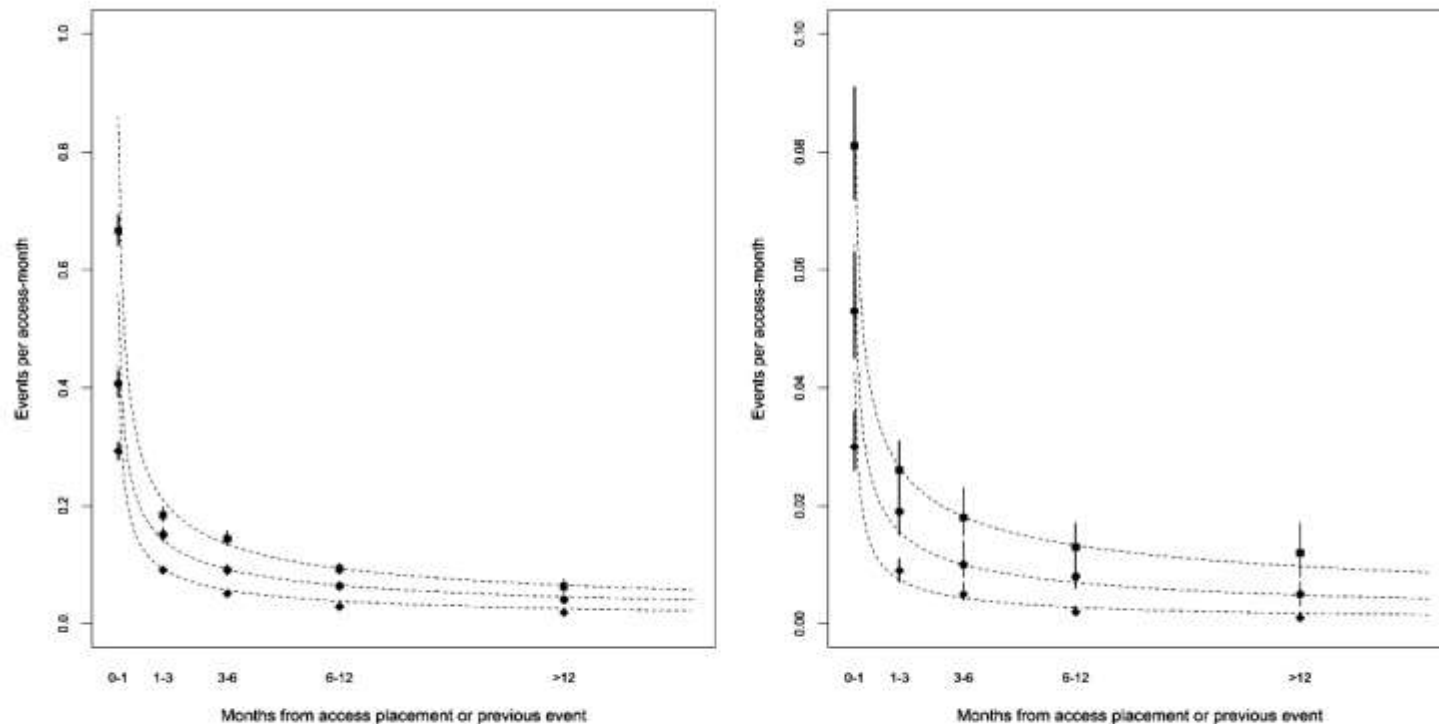 1.0
0.8
0.6
0.4
0.2
0.0
Events per access-month
0-1 1-3 3-6 6-12 >12
Months from access placement or previous event
0.10
0.08
0.06
0.04
0.02
0.00
Events per access-month
0-1 1-3 3-6 6-12 >12
Months from access placement or previous event